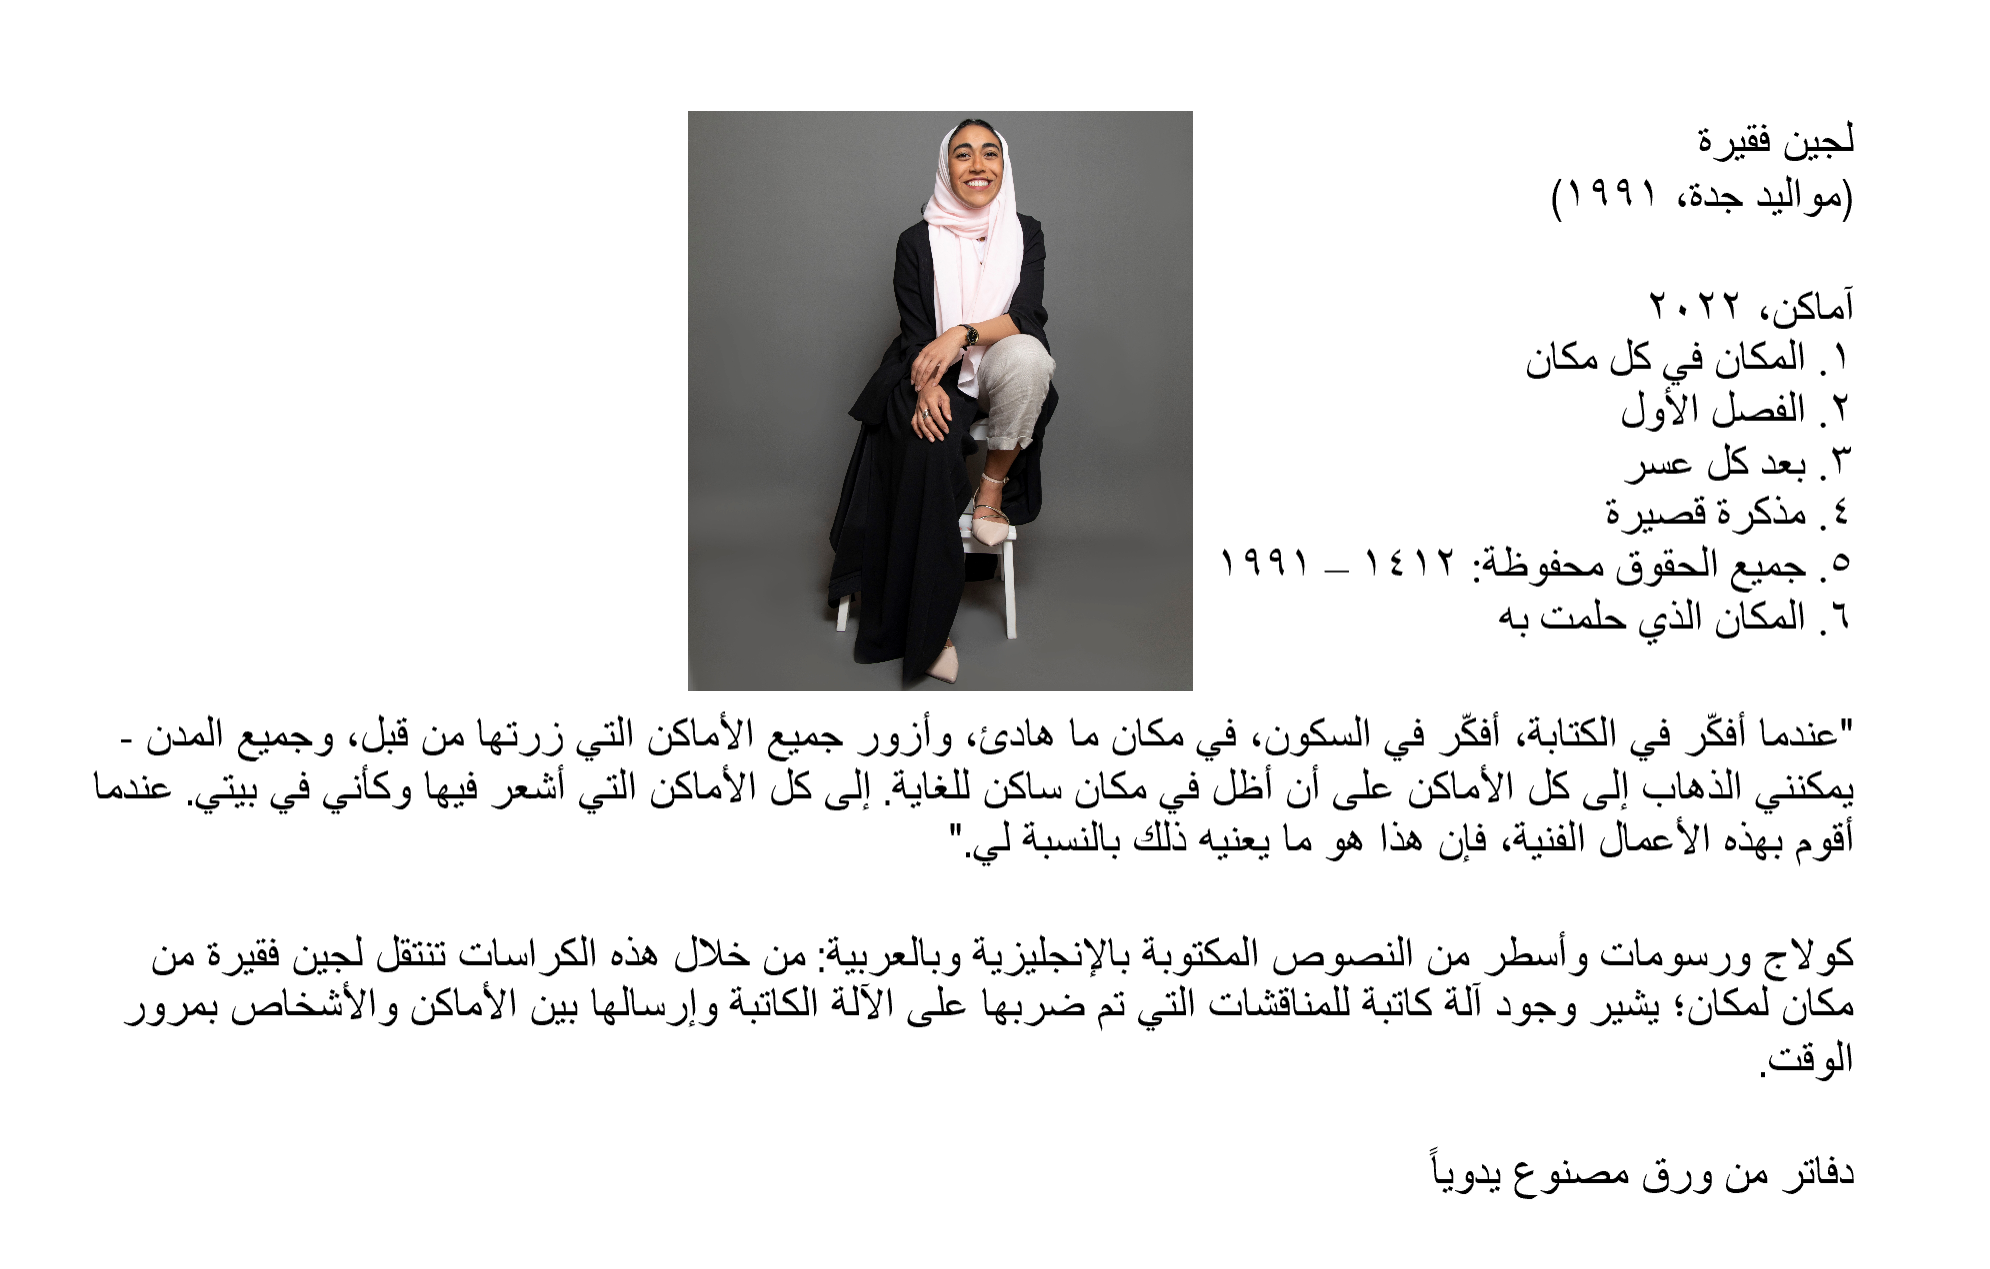 لجين فقيرة
(مواليد جدة، ١٩٩١)
آماكن، ٢٠٢٢
١. المكان في كل مكان
٢. الفصل الأول
٣. بعد كل عسر
٤. مذكرة قصيرة
٥. جميع الحقوق محفوظة: ١٤١٢ – ١٩٩١
٦. المكان الذي حلمت به
"عندما أفكّر في الكتابة، أفكّر في السكون، في مكان ما هادئ، وأزور جميع الأماكن التي زرتها من قبل، وجميع المدن -
يمكنني الذهاب إلى كل الأماكن على أن أظل في مكان ساكن للغاية. إلى كل الأماكن التي أشعر فيها وكأني في بيتي. عندما
أقوم بهذه الأعمال الفنية، فإن هذا هو ما يعنيه ذلك بالنسبة لي."
كولاج ورسومات وأسطر من النصوص المكتوبة بالإنجليزية وبالعربية: من خلال هذه الكراسات تنتقل لجين فقيرة من
مكان لمكان؛ يشير وجود آلة كاتبة للمناقشات التي تم ضربها على الآلة الكاتبة وإرسالها بين الأماكن والأشخاص بمرور
الوقت.
دفاتر من ورق مصنوع يدوياً